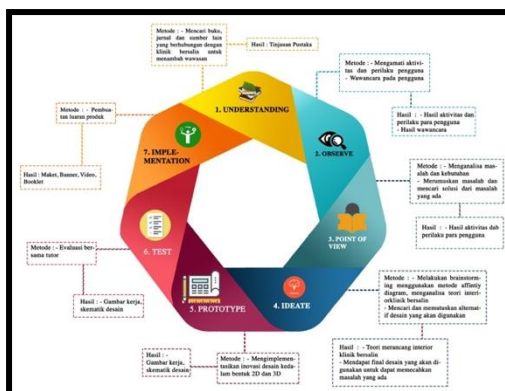 Metode : - Mencari buku,
jurnal dan sumber lain
yang berhubungan dengan
klinik bersalin untuk
menambah wawasan
Hasil : Tinjauan Pustaka
1. UNDERSTANDING
Metode : - Mengamati aktivi-
tas dan perilaku pengguna
- Wawancara pada pengguna
Hasil : - Hasil aktivitas dan
perilaku para pengguna
- Hasil wawancara
2. OBSERVE
Metode : - Menganalisa mas-
alah dan kebutuhan
- Merumuskan masalah dan
mencari solusi dari masalah
yang ada
Hasil : - Hasil aktivitas dab
perilaku para pengguna
3. POINT OF
VIEW
Metode : - Melakukan brainstorm-
ing menggunakan metode affinity
diagram, menganalisa teori interi-
orklinik bersalin
- Mencari dan memutuskan alternat-
if desain yang akan digunakan
Hasil : - Teori merancang interior
klinik bersalin
- Mendapat final desain yang akan di-
gunakan untuk dapat memecahkan
masalah yang ada
4. IDEATE
5. PROTOTYPE
Metode : - Mengimplemen-
tasikan inovasi desain keda-
lam bentuk 2D dan 3D
Hasil : -
Gambar kerja,
skematik desain
6. TEST
Metode : - Evaluasi ber-
sama tutor
Hasil : - Gambar kerja,
skematik desain
7. IMPLE-
MENTATION
Metode : - Pembua-
tan luaran produk
Hasil : Maket, Banner, Video,
Booklet